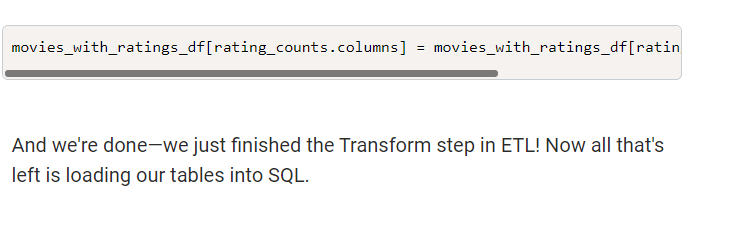 movies_with_ratings_df[rating_counts.columns] = movies_with_ratings_df[ratin
And we're done—we just finished the Transform step in ETL! Now all that's
left is loading our tables into SQL.